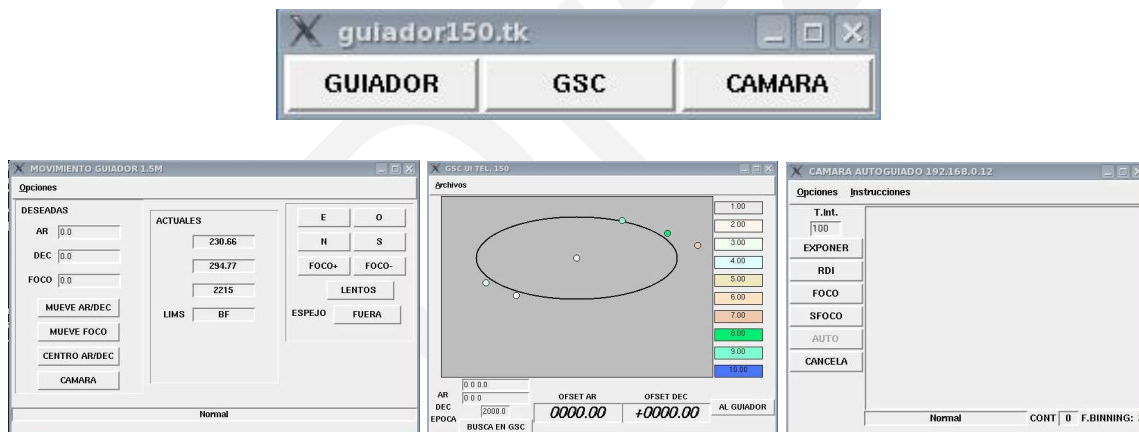 guiador150.tk
GUIADOR GSC CAMARA
MOVIMIENTO GUIADOR 1.5M
Opciones
DESEADAS
AR 0.0
DEC 0.0
FOCO 0.0
MUEVE AR/DEC
MUEVE FOCO
CENTRO AR/DEC
CAMARA
ACTUALES
230.66
294.77
2215
LIMS BF
E O
N S
FOCO+ FOCO-
LENTOS
ESPEJO FUERA
Normal
GSC UI TEL. 150
Archivos
1.00
2.00
3.00
4.00
5.00
6.00
7.00
8.00
9.00
10.00
AR 0 0 0.0
DEC 0 0 0
EPOCA 2000.0
BUSCA EN GSC
OFSET AR OFSET DEC
0000.00 +0000.00
AL GUIADOR
CAMARA AUTOGUIADO 192.168.0.12
Opciones Instrucciones
T.Int.
100
EXPONER
RDI
FOCO
SFOCO
AUTO
CANCELA
Normal CONT 0 F.BINNING: